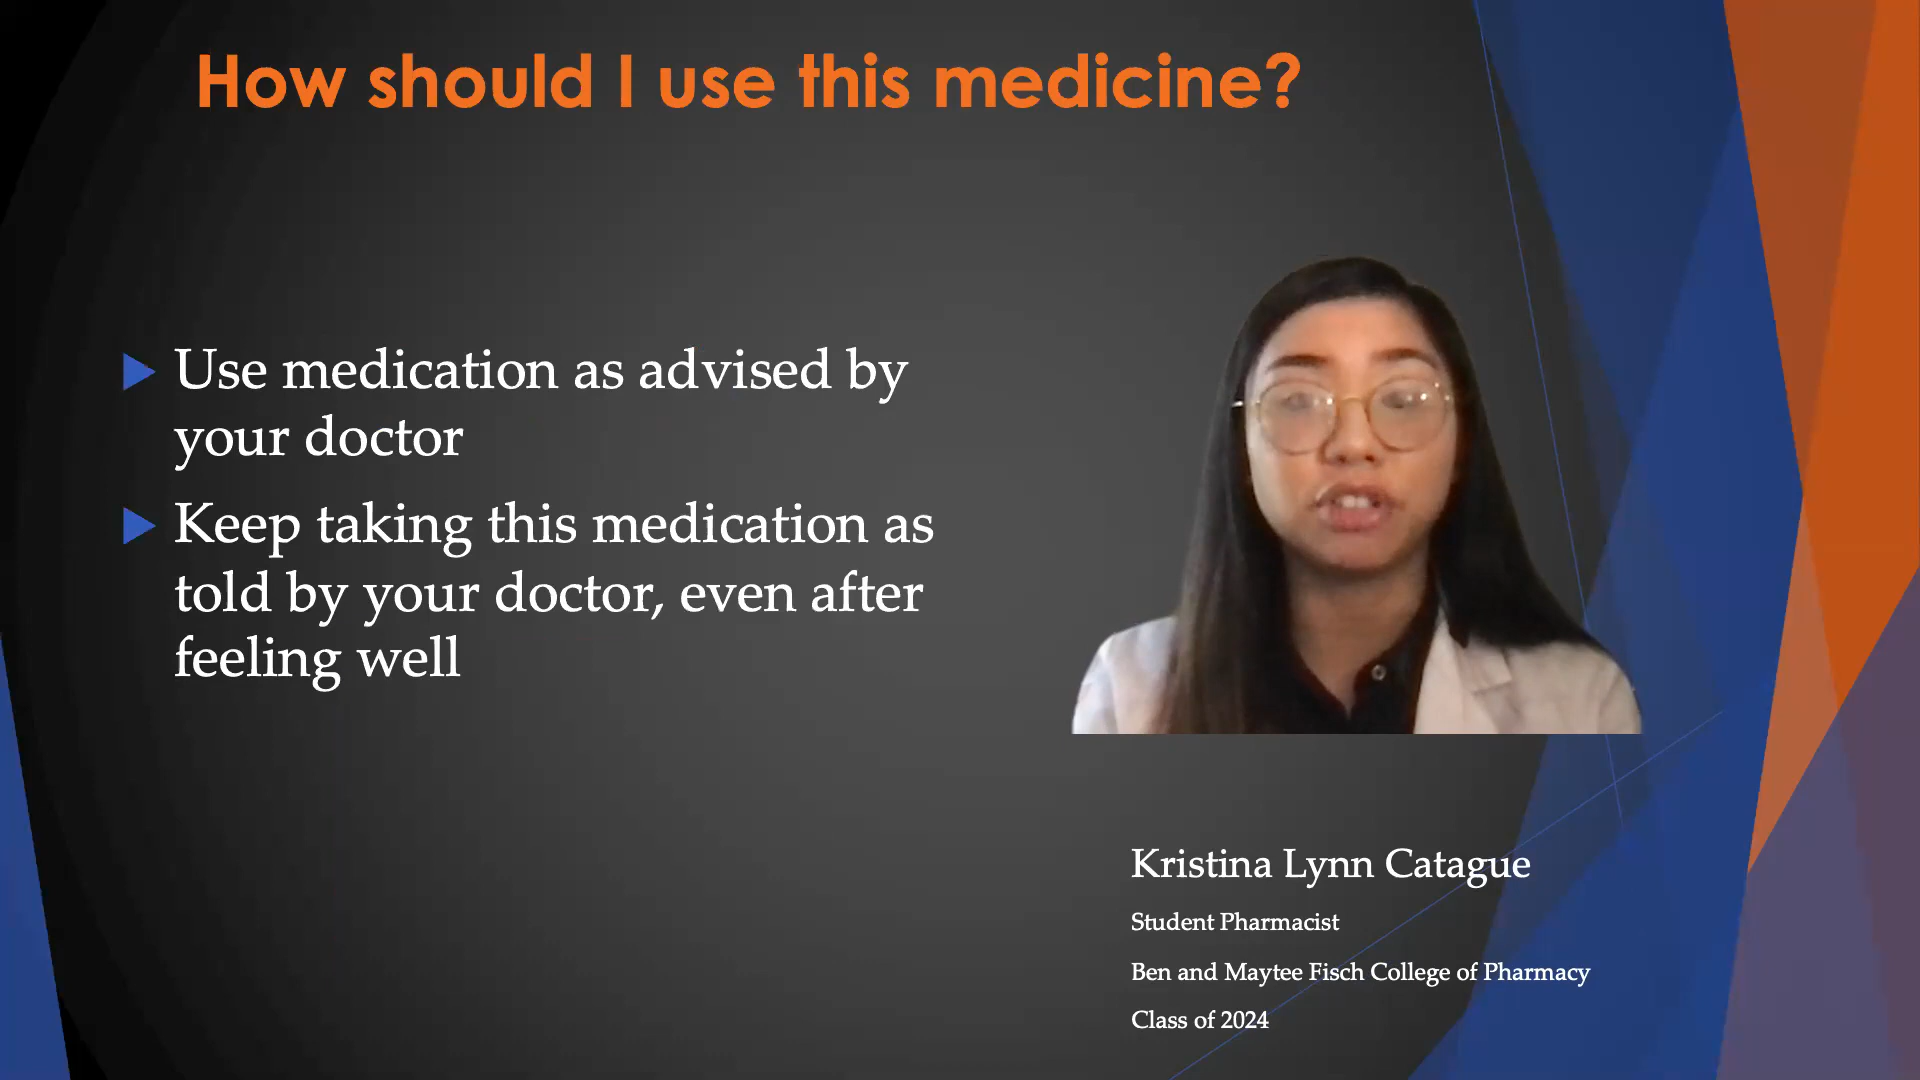 How should I use this medicine?
Use medication as advised by
your doctor
Keep taking this medication as
told by your doctor, even after
feeling well
Kristina Lynn Catague
Student Pharmacist
Ben and Maytee Fisch College of Pharmacy
Class of 2024